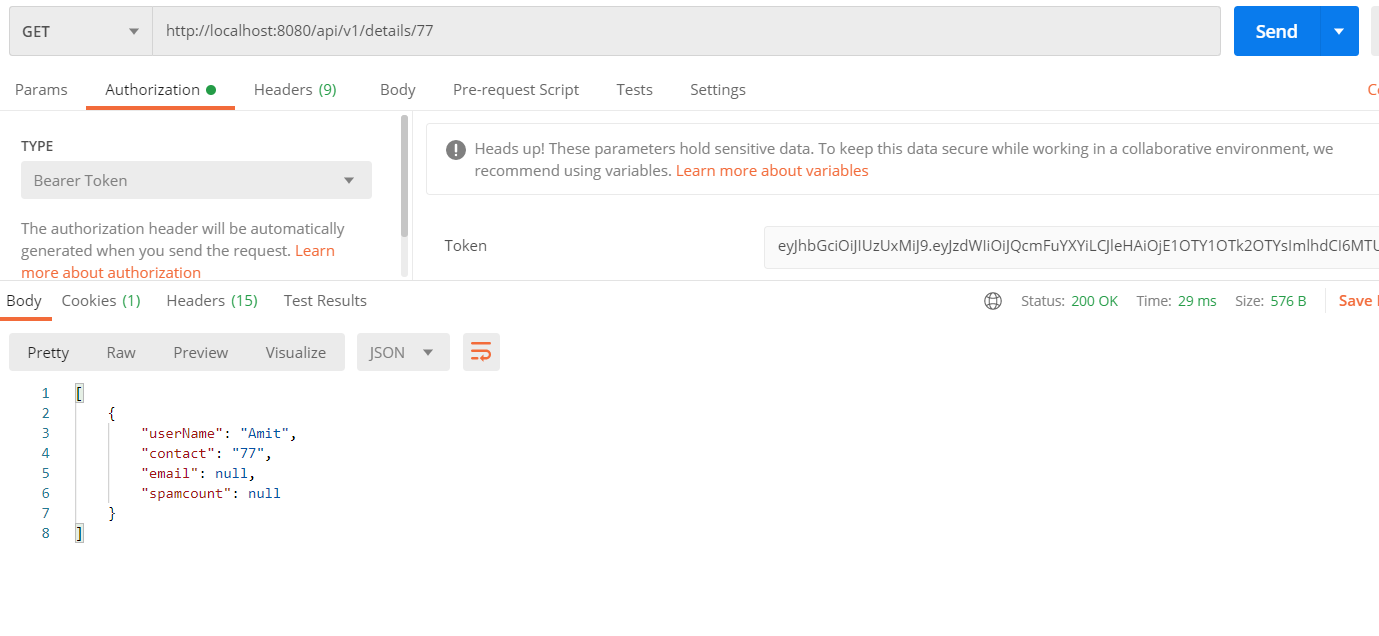 GET http://localhost:8080/api/v1/details/77 Send
Params Authorization Headers (9) Body Pre-request Script Tests Settings
TYPE
Bearer Token
The authorization header will be automatically
generated when you send the request. Learn
more about authorization
Heads up! These parameters hold sensitive data. To keep this data secure while working in a collaborative environment, we
recommend using variables. Learn more about variables
Token
Body Cookies (1) Headers (15) Test Results Status: 200 OK Time: 29 ms Size: 576 B Save
Pretty Raw Preview Visualize JSON
1 [
2 {
3 "userName": "Amit",
4 "contact": "77",
5 "email": null,
6 "spamcount": null
7 }
8 ]